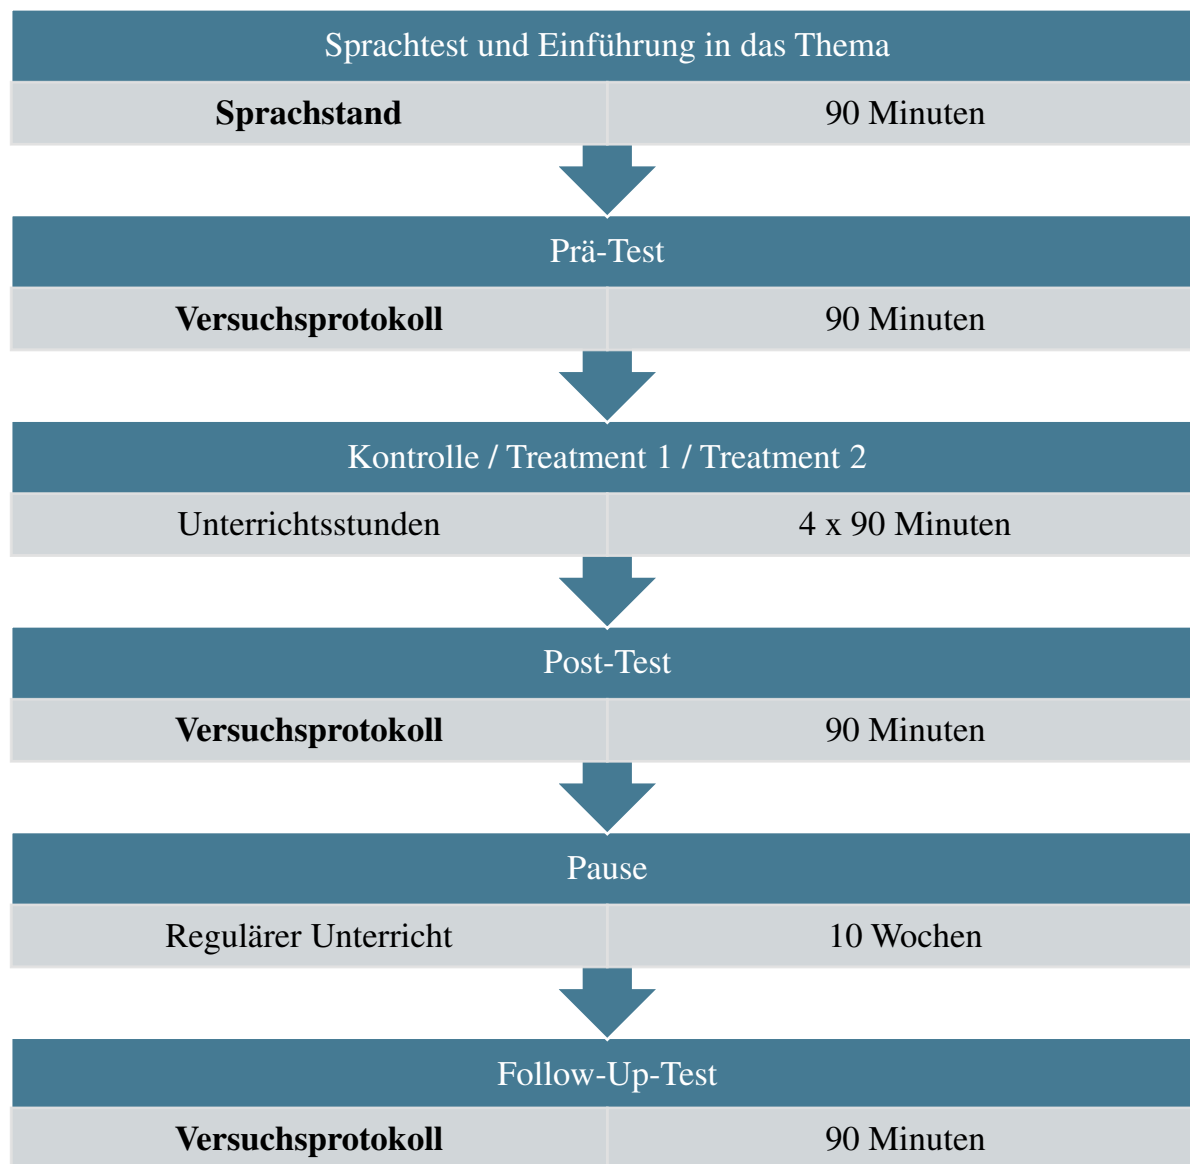 Sprachtest und Einführung in das Thema
Sprachstand 90 Minuten
Prä-Test
Versuchsprotokoll 90 Minuten
Kontrolle / Treatment 1 / Treatment 2
Unterrichtsstunden 4 x 90 Minuten
Post-Test
Versuchsprotokoll 90 Minuten
Pause
Regulärer Unterricht 10 Wochen
Follow-Up-Test
Versuchsprotokoll 90 Minuten